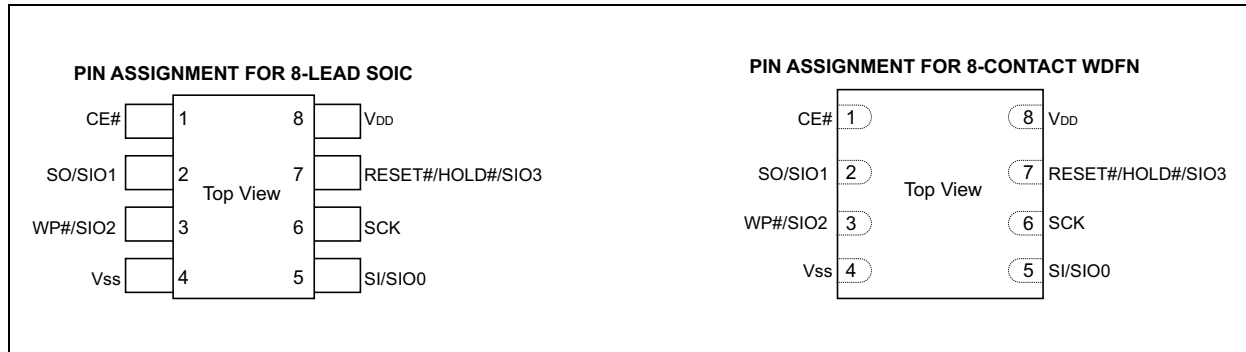 PIN ASSIGNMENT FOR 8-LEAD SOIC
CE# 1 8 VDD
SO/SIO1 2 7 RESET#/HOLD#/SIO3
Top View
WP#/SIO2 3 6 SCK
Vss 4 5 SI/SIO0
PIN ASSIGNMENT FOR 8-CONTACT WDFN
CE# 1 8 VDD
SO/SIO1 2 7 RESET#/HOLD#/SIO3
Top View
WP#/SIO2 3 6 SCK
Vss 4 5 SI/SIO0